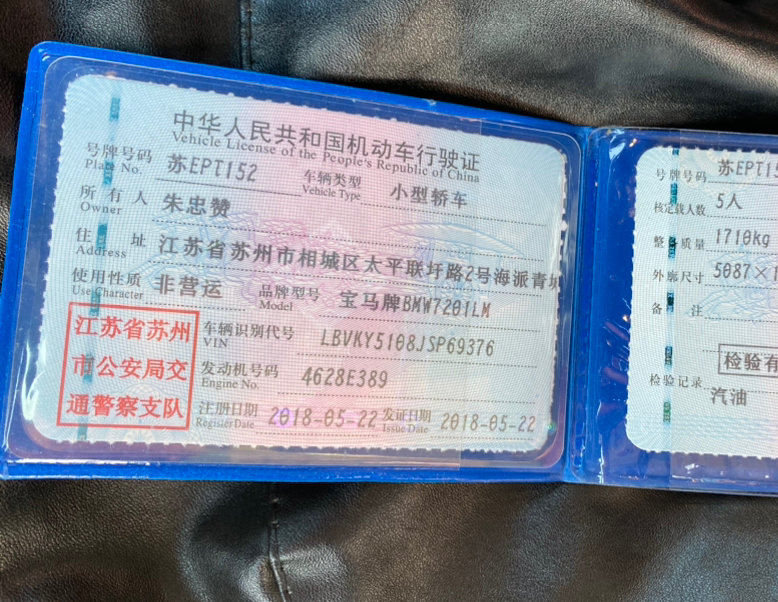 中华人民共和国机动车行驶证
Vehicle License of the People's Republic of China
号牌号码 苏EPT152 车辆类型 小型轿车
Plate No. Vehicle Type
所有人 朱忠赞
Owner
住址 江苏省苏州市相城区太平联圩路2号海派青城
Address
使用性质 非营运 品牌型号 宝马牌BMW7201LM
Use Character Model
江苏省苏州
市公安局交
通警察支队
车辆识别代号 LBVKY5108JSP69376
VIN
发动机号码 4628E389
Engine No.
注册日期 2018-05-22 发证日期 2018-05-22
Register Date Issue Date
号牌号码 苏EPT15
核定载人数 5人
整 质量 1710kg
外廓尺寸 5087×1
备注
检验有
检验记录 汽油